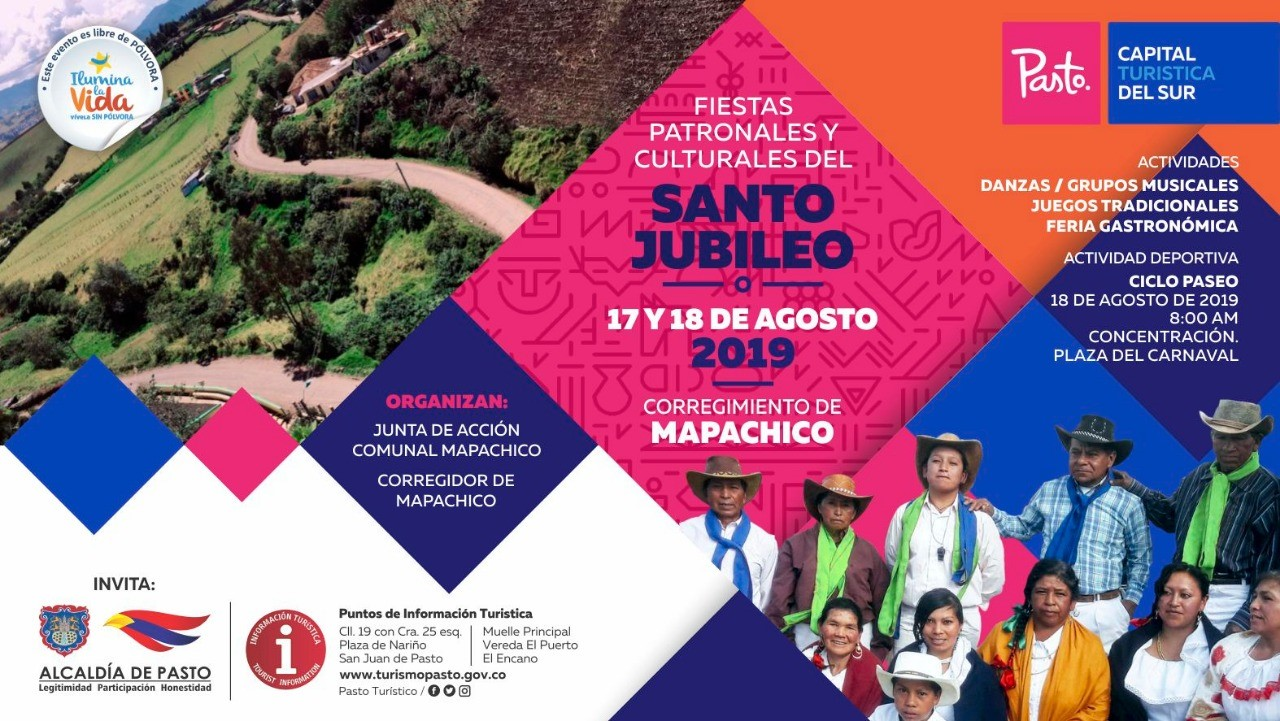 Este evento es libre de PÓLVORA
Ilumina
la
Vida
VÍVELA SIN PÓLVORA
FIESTAS
PATRONALES Y
CULTURALES DEL
SANTO
JUBILEO
17 Y 18 DE AGOSTO
2019
CORREGIMIENTO DE
MAPACHICO
Pasto.
CAPITAL
TURISTICA
DEL SUR
ACTIVIDADES
DANZAS / GRUPOS MUSICALES
JUEGOS TRADICIONALES
FERIA GASTRONÓMICA
ACTIVIDAD DEPORTIVA
CICLO PASEO
18 DE AGOSTO DE 2019
8:00 AM
CONCENTRACIÓN.
PLAZA DEL CARNAVAL
ORGANIZAN:
JUNTA DE ACCIÓN
COMUNAL MAPACHICO
CORREGIDOR DE
MAPACHICO
INVITA:
ALCALDÍA DE PASTO
Legitimidad Participación Honestidad
INFORMACIÓN TURÍSTICA
i
TOURIST INFORMATION
Puntos de Información Turistica
Cll. 19 con Cra. 25 esq.
Plaza de Nariño
San Juan de Pasto
Muelle Principal
Vereda El Puerto
El Encano
www.turismopasto.gov.co
Pasto Turístico /